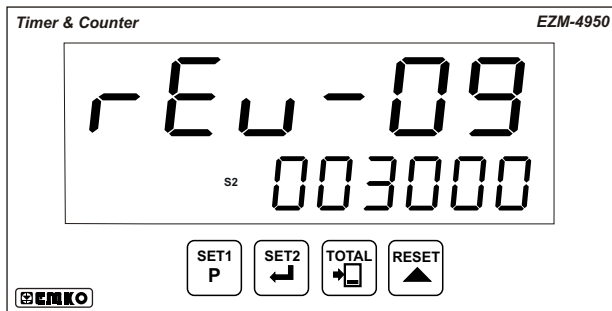 Timer & Counter EZM-4950
rEu-09
S2 003000
SET1 SET2 TOTAL RESET
P
EMKO